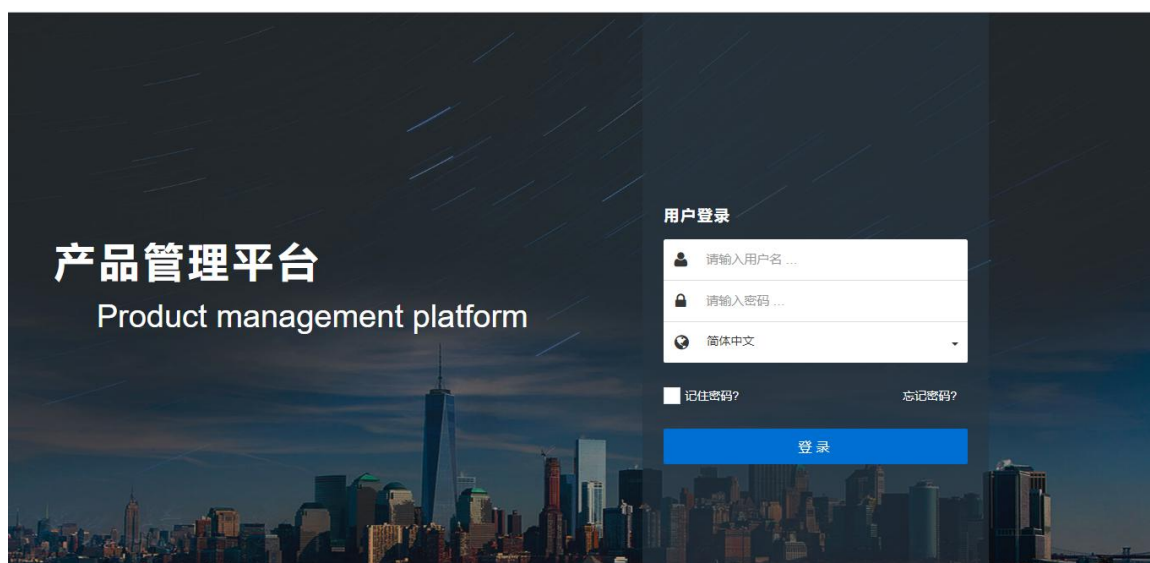 产品管理平台
Product management platform
用户登录
请输入用户名 ...
请输入密码 ...
简体中文
记住密码?
忘记密码?
登录